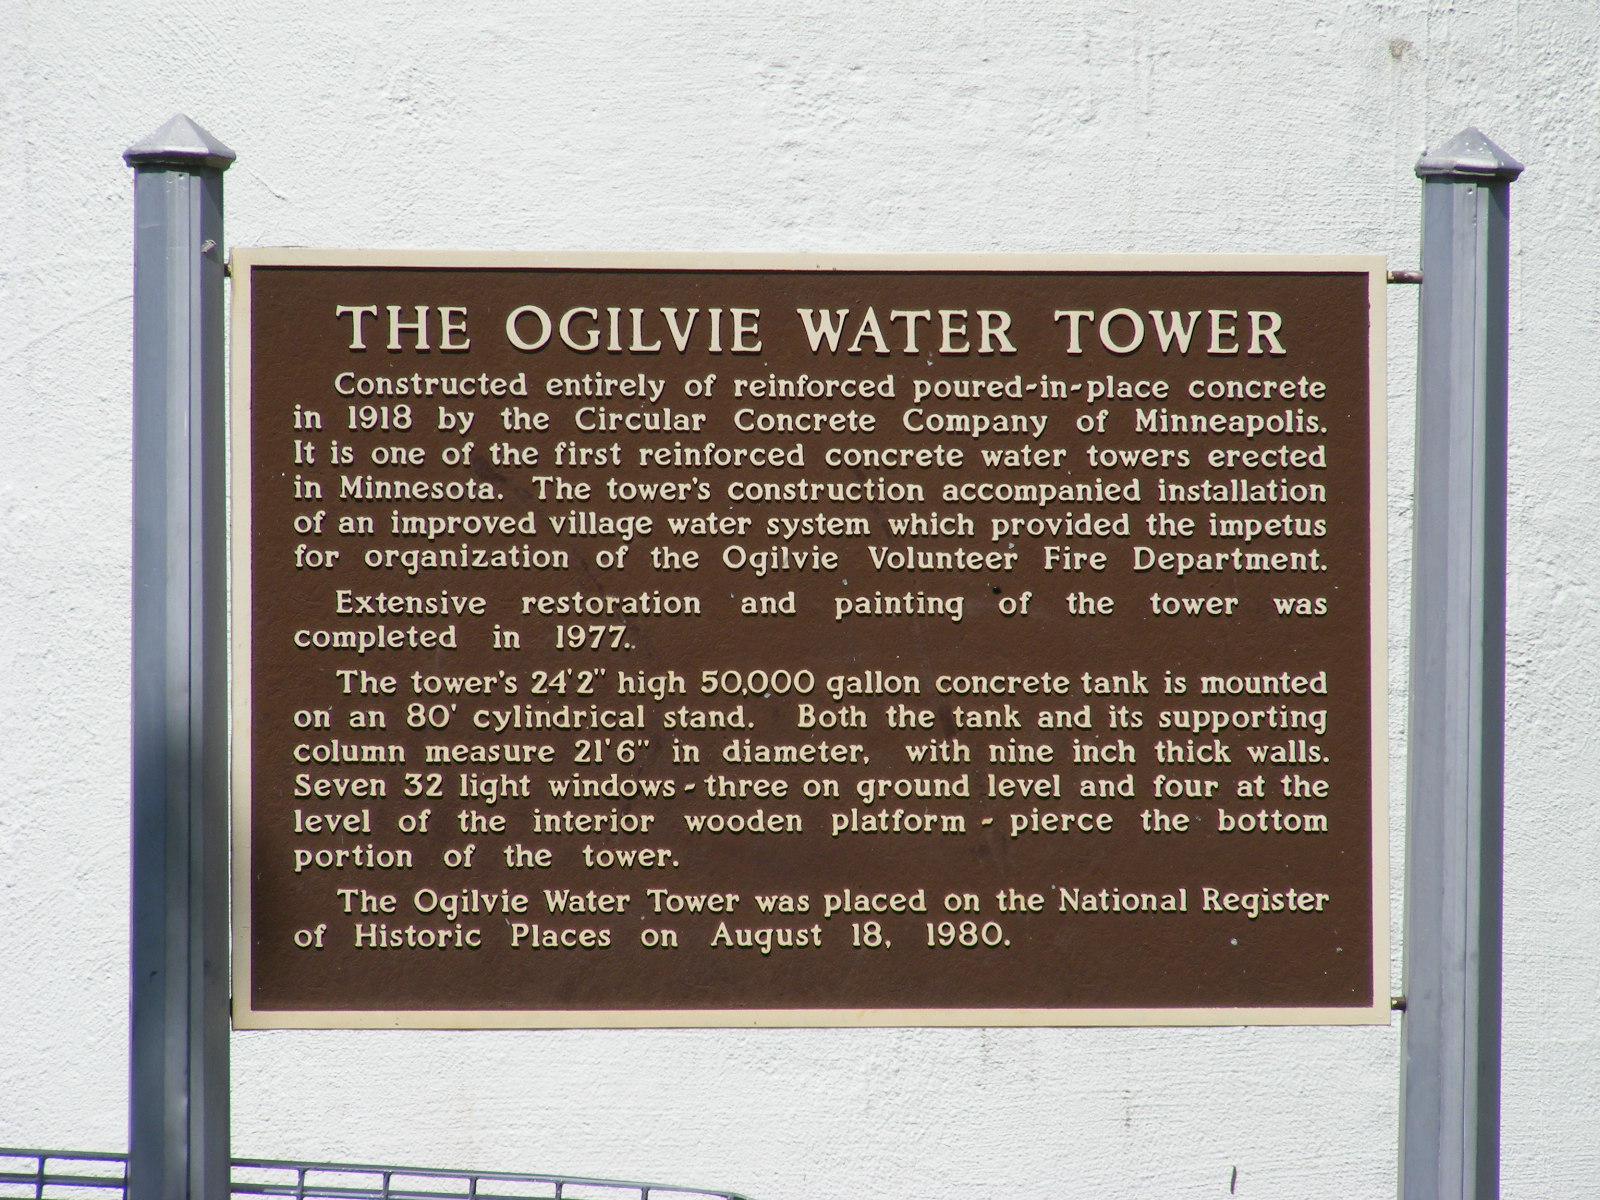 THE OGILVIE WATER TOWER
Constructed entirely of reinforced poured-in-place concrete
in 1918 by the Circular Concrete Company of Minneapolis.
It is one of the first reinforced concrete water towers erected
in Minnesota. The tower's construction accompanied installation
of an improved village water system which provided the impetus
for organization of the Ogilvie Volunteer Fire Department.
Extensive restoration and painting of the tower was
completed in 1977.
The tower's 24'2" high 50,000 gallon concrete tank is mounted
on an 80' cylindrical stand. Both the tank and its supporting
column measure 21'6" in diameter, with nine inch thick walls.
Seven 32 light windows - three on ground level and four at the
level of the interior wooden platform - pierce the bottom
portion of the tower.
The Ogilvie Water Tower was placed on the National Register
of Historic Places on August 18, 1980.